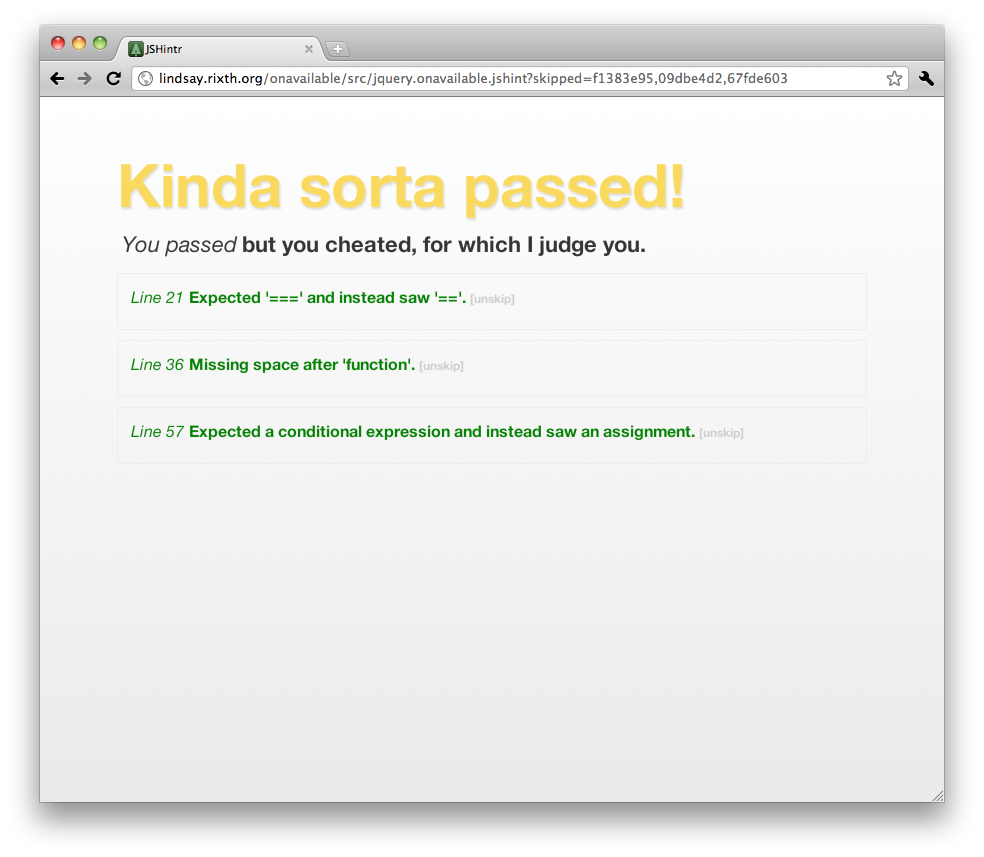 JSHintr
lindsay.rixth.org/onavailable/src/jquery.onavailable.jshint?skipped=f1383e95,09dbe4d2,67fde603
Kinda sorta passed!
You passed but you cheated, for which I judge you.
Line 21 Expected '===' and instead saw '=='. [unskip]
Line 36 Missing space after 'function'. [unskip]
Line 57 Expected a conditional expression and instead saw an assignment. [unskip]